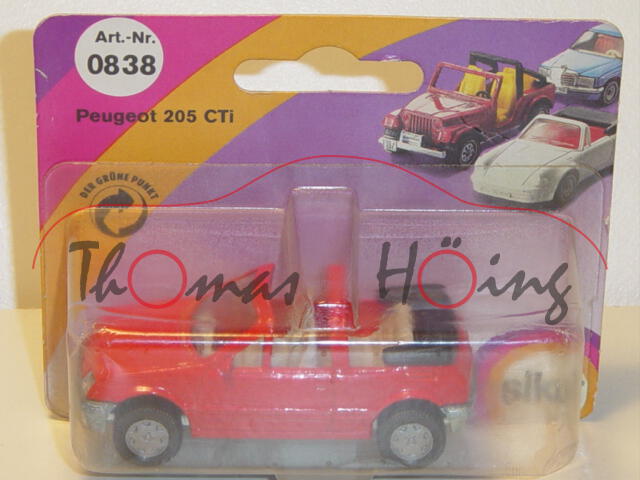 Art.-Nr.
0838
Peugeot 205 CTi
DER GRÜNE PUNKT
Thomas Höing
siku